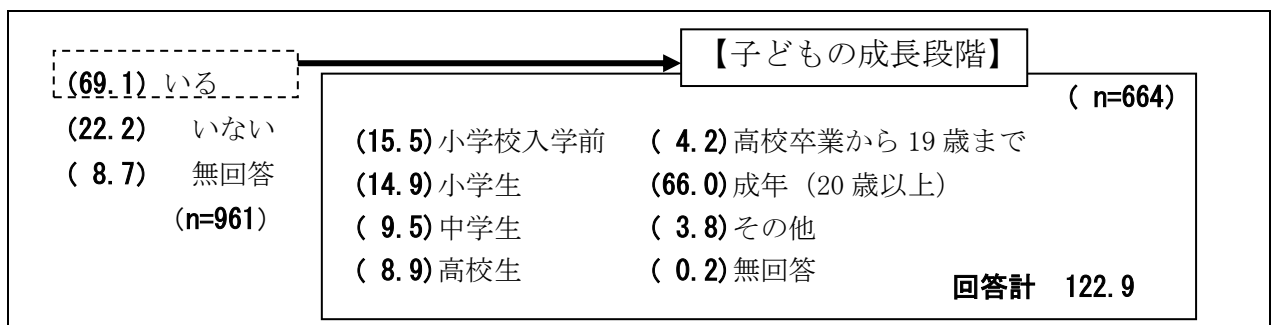 (69.1) いる
(22.2) いない
( 8.7) 無回答
(n=961)
【子どもの成長段階】
( n=664)
(15.5)小学校入学前 ( 4.2)高校卒業から 19 歳まで
(14.9)小学生 (66.0)成年（20 歳以上）
( 9.5)中学生 ( 3.8)その他
( 8.9)高校生 ( 0.2)無回答
回答計 122.9